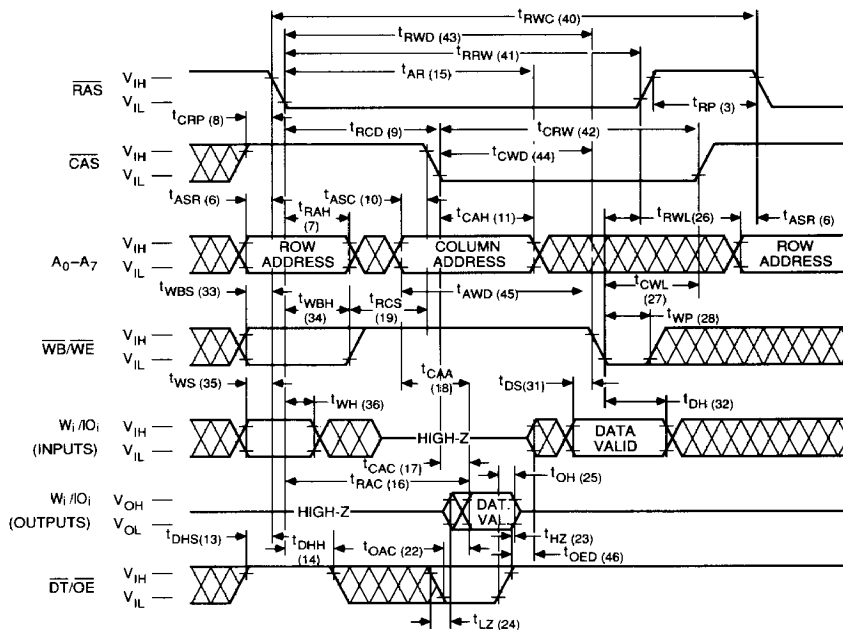 tRWC (40)
tRWD (43)
tRRW (41)
tAR (15)
RAS VIH
VIL
tRP (3)
tCRP (8)
tRCD (9)
tCRW (42)
CAS VIH
VIL
tCWD (44)
tASR (6)
tRAH (7)
tASC (10)
tCAH (11)
tRWL (26)
tASR (6)
A0–A7 VIH
VIL
ROW ADDRESS
COLUMN ADDRESS
ROW ADDRESS
tWBS (33)
tWBH (34)
tRCS (19)
tAWD (45)
tCWL (27)
tWP (28)
WB/WE VIH
VIL
tWS (35)
tWH (36)
tCAA (18)
tDS (31)
tDH (32)
Wi/IOi (INPUTS) VIH
VIL
HIGH-Z
DATA VALID
tCAC (17)
tRAC (16)
tOH (25)
Wi/IOi (OUTPUTS) VOH
VOL
HIGH-Z
DAT. VAL
tDHS (13)
tDHH (14)
tOAC (22)
tHZ (23)
tOED (46)
DT/OE VIH
VIL
tLZ (24)